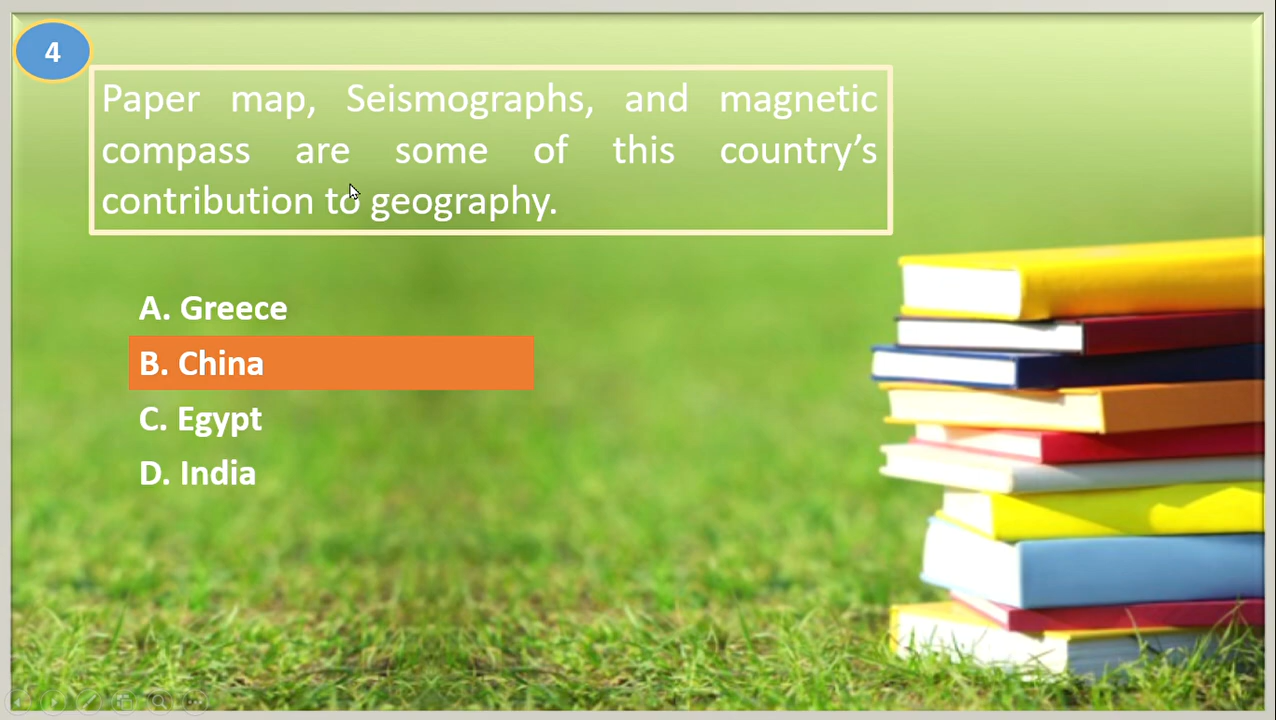 4
Paper map, Seismographs, and magnetic
compass are some of this country’s
contribution to geography.
A. Greece
B. China
C. Egypt
D. India